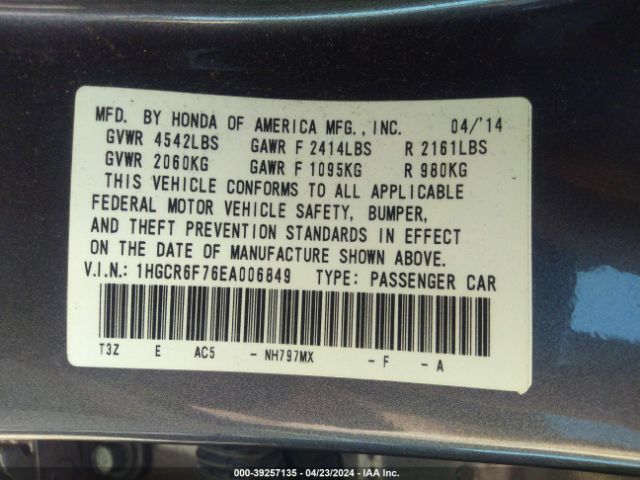 MFD. BY HONDA OF AMERICA MFG., INC. 04/'14
GVWR 4542LBS GAWR F 2414LBS R 2161LBS
GVWR 2060KG GAWR F 1095KG R 980KG
THIS VEHICLE CONFORMS TO ALL APPLICABLE
FEDERAL MOTOR VEHICLE SAFETY, BUMPER,
AND THEFT PREVENTION STANDARDS IN EFFECT
ON THE DATE OF MANUFACTURE SHOWN ABOVE.
V.I.N.: 1HGCR6F76EA006849 TYPE: PASSENGER CAR
T3Z E AC5 - NH797MX - F - A
000-39257135 - 04/23/2024 - IAA Inc.